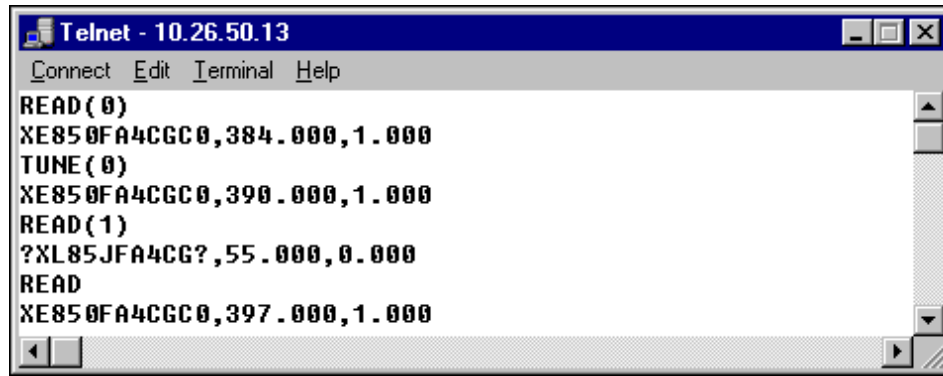 Telnet - 10.26.50.13
Connect Edit Terminal Help
READ(0)
XE850FA4CGC0,384.000,1.000
TUNE(0)
XE850FA4CGC0,390.000,1.000
READ(1)
?XL85JFA4CG?,55.000,0.000
READ
XE850FA4CGC0,397.000,1.000